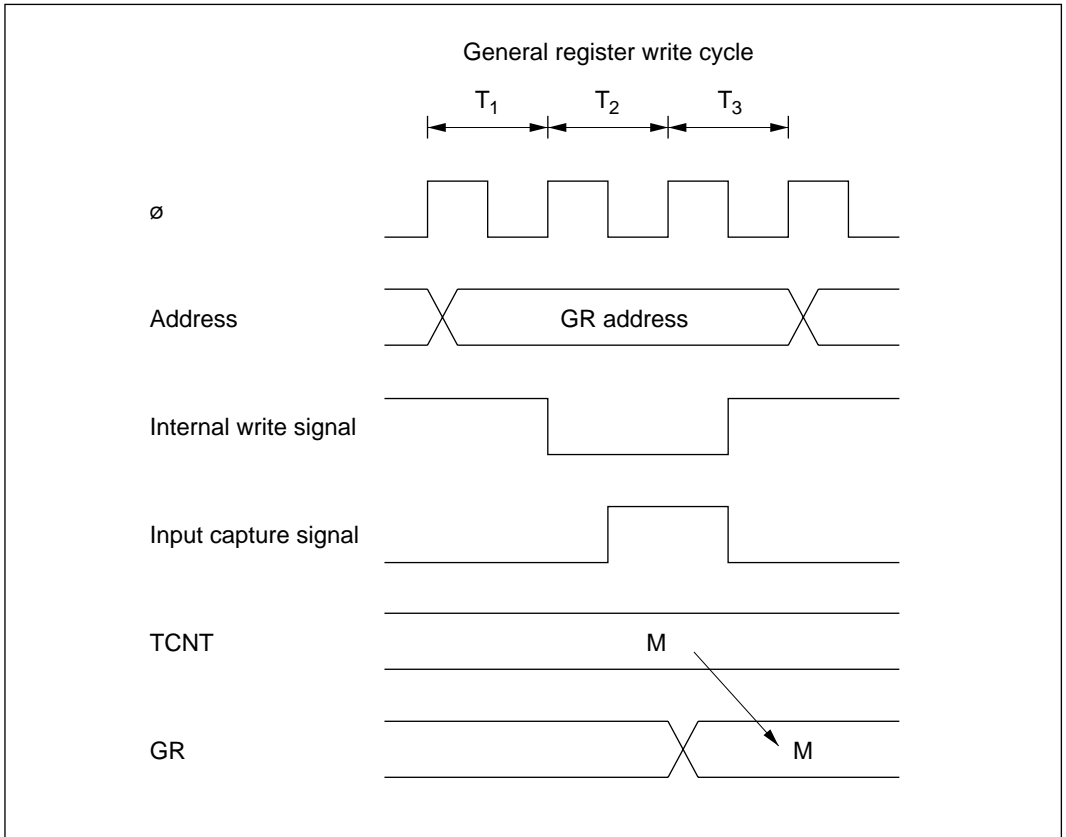 General register write cycle
T1 T2 T3
ø
Address GR address
Internal write signal
Input capture signal
TCNT M
GR M